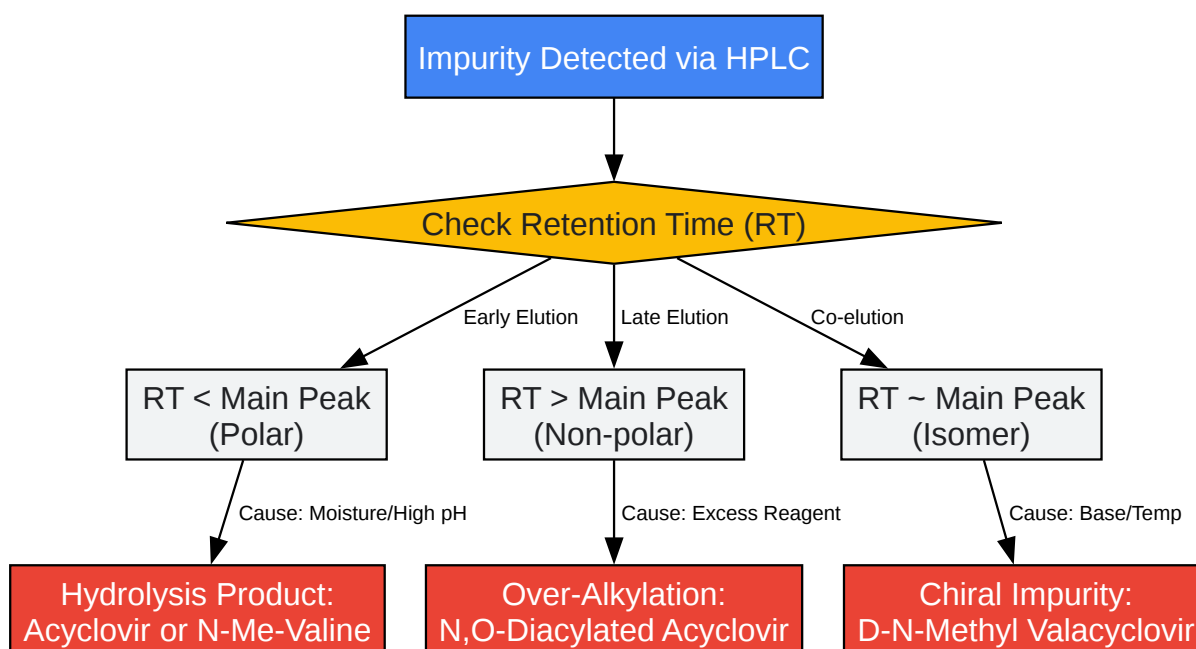 Impurity Detected via HPLC
Check Retention Time (RT)
Early Elution
Late Elution
Co-elution
RT < Main Peak
(Polar)
RT > Main Peak
(Non-polar)
RT ~ Main Peak
(Isomer)
Cause: Moisture/High pH
Cause: Excess Reagent
Cause: Base/Temp
Hydrolysis Product:
Acyclovir or N-Me-Valine
Over-Alkylation:
N,O-Diacylated Acyclovir
Chiral Impurity:
D-N-Methyl Valacyclovir